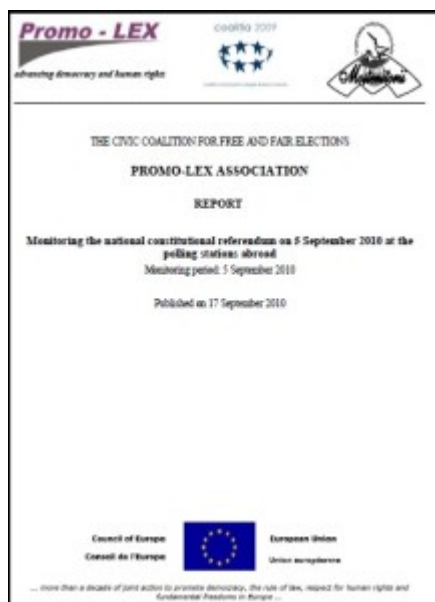 Promo - LEX
advancing democracy and human rights
coalitia 2009
THE CIVIC COALITION FOR FREE AND FAIR ELECTIONS
PROMO-LEX ASSOCIATION
REPORT
Monitoring the national constitutional referendum on 5 September 2010 at the
polling stations abroad
Monitoring period: 5 September 2010
Published on 17 September 2010
Council of Europe
Conseil de l'Europe
European Union
Union européenne
... more than a decade of joint action to promote democracy, the rule of law, respect for human rights and
fundamental freedoms in Europe ...